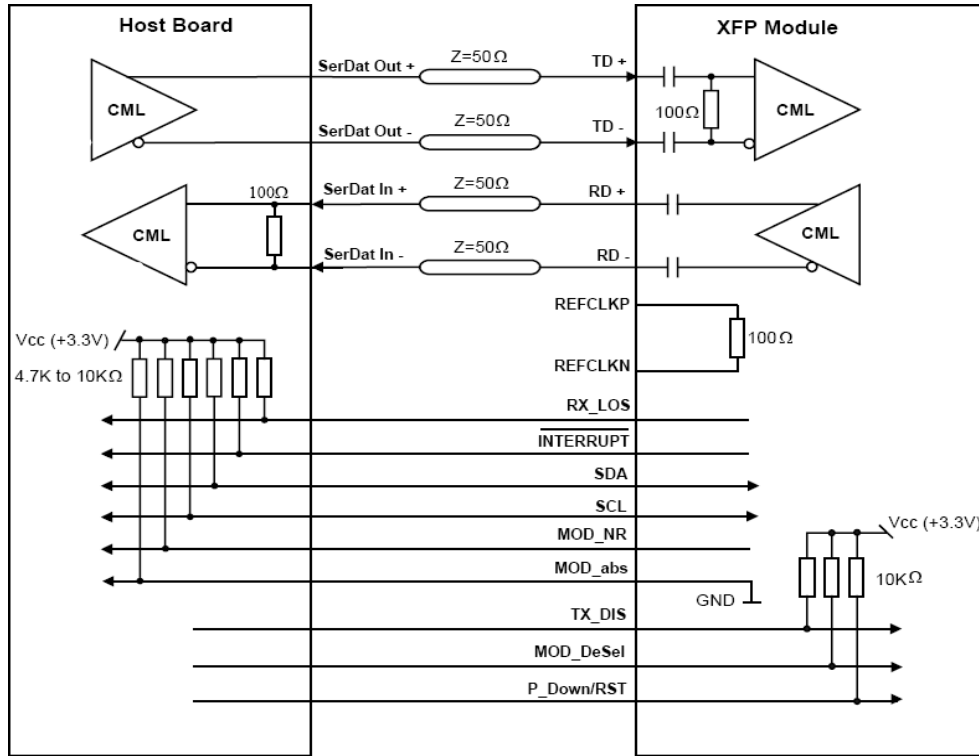 Host Board
XFP Module
SerDat Out +
Z=50Ω
TD +
CML
100Ω
CML
SerDat Out -
Z=50Ω
TD -
100Ω
SerDat In +
Z=50Ω
RD +
CML
CML
SerDat In -
Z=50Ω
RD -
REFCLKP
Vcc (+3.3V)
100Ω
4.7K to 10KΩ
REFCLKN
RX_LOS
INTERRUPT
SDA
SCL
MOD_NR
Vcc (+3.3V)
MOD_abs
10KΩ
GND
TX_DIS
MOD_DeSel
P_Down/RST